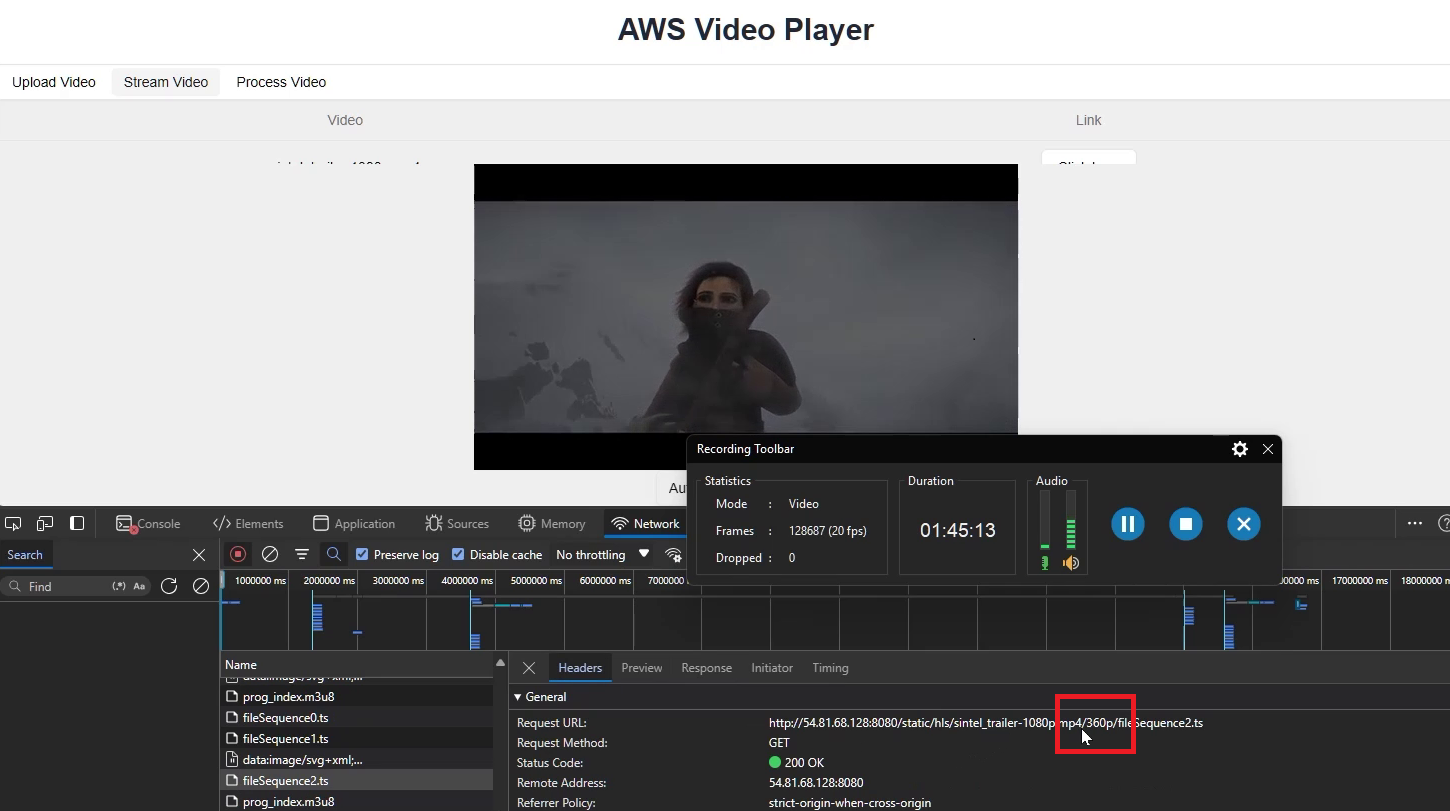 AWS Video Player
Upload Video Stream Video Process Video
Video Link
Recording Toolbar
Statistics Duration Audio
Mode : Video
Frames : 128687 (20 fps)
01:45:13
Dropped : 0
Console Elements Application Sources Memory Network
Search Preserve log Disable cache No throttling
Find (.*) Aa
1000000 ms 2000000 ms 3000000 ms 4000000 ms 5000000 ms 6000000 ms 17000000 ms
Name Headers Preview Response Initiator Timing
prog_index.m3u8 General
fileSequence0.ts Request URL: http://54.81.68.128:8080/static/hls/sintel_trailer-1080p.mp4/360p/fileSequence2.ts
fileSequence1.ts Request Method: GET
data:image/svg+xml;... Status Code: 200 OK
fileSequence2.ts Remote Address: 54.81.68.128:8080
prog_index.m3u8 Referrer Policy: strict-origin-when-cross-origin